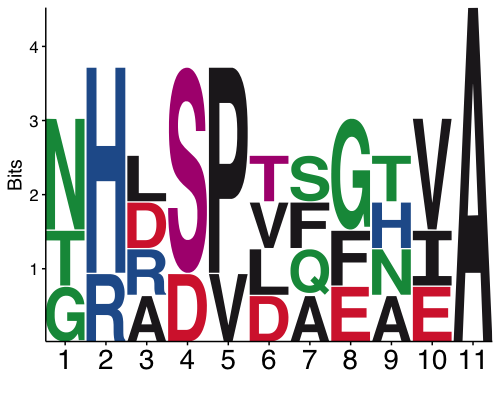 4
3
2
1
Bits
N T G
H R
L D R A
S D
P V
T V L D
S F Q A
G F E
T H N A
V I E
A
1 2 3 4 5 6 7 8 9 10 11